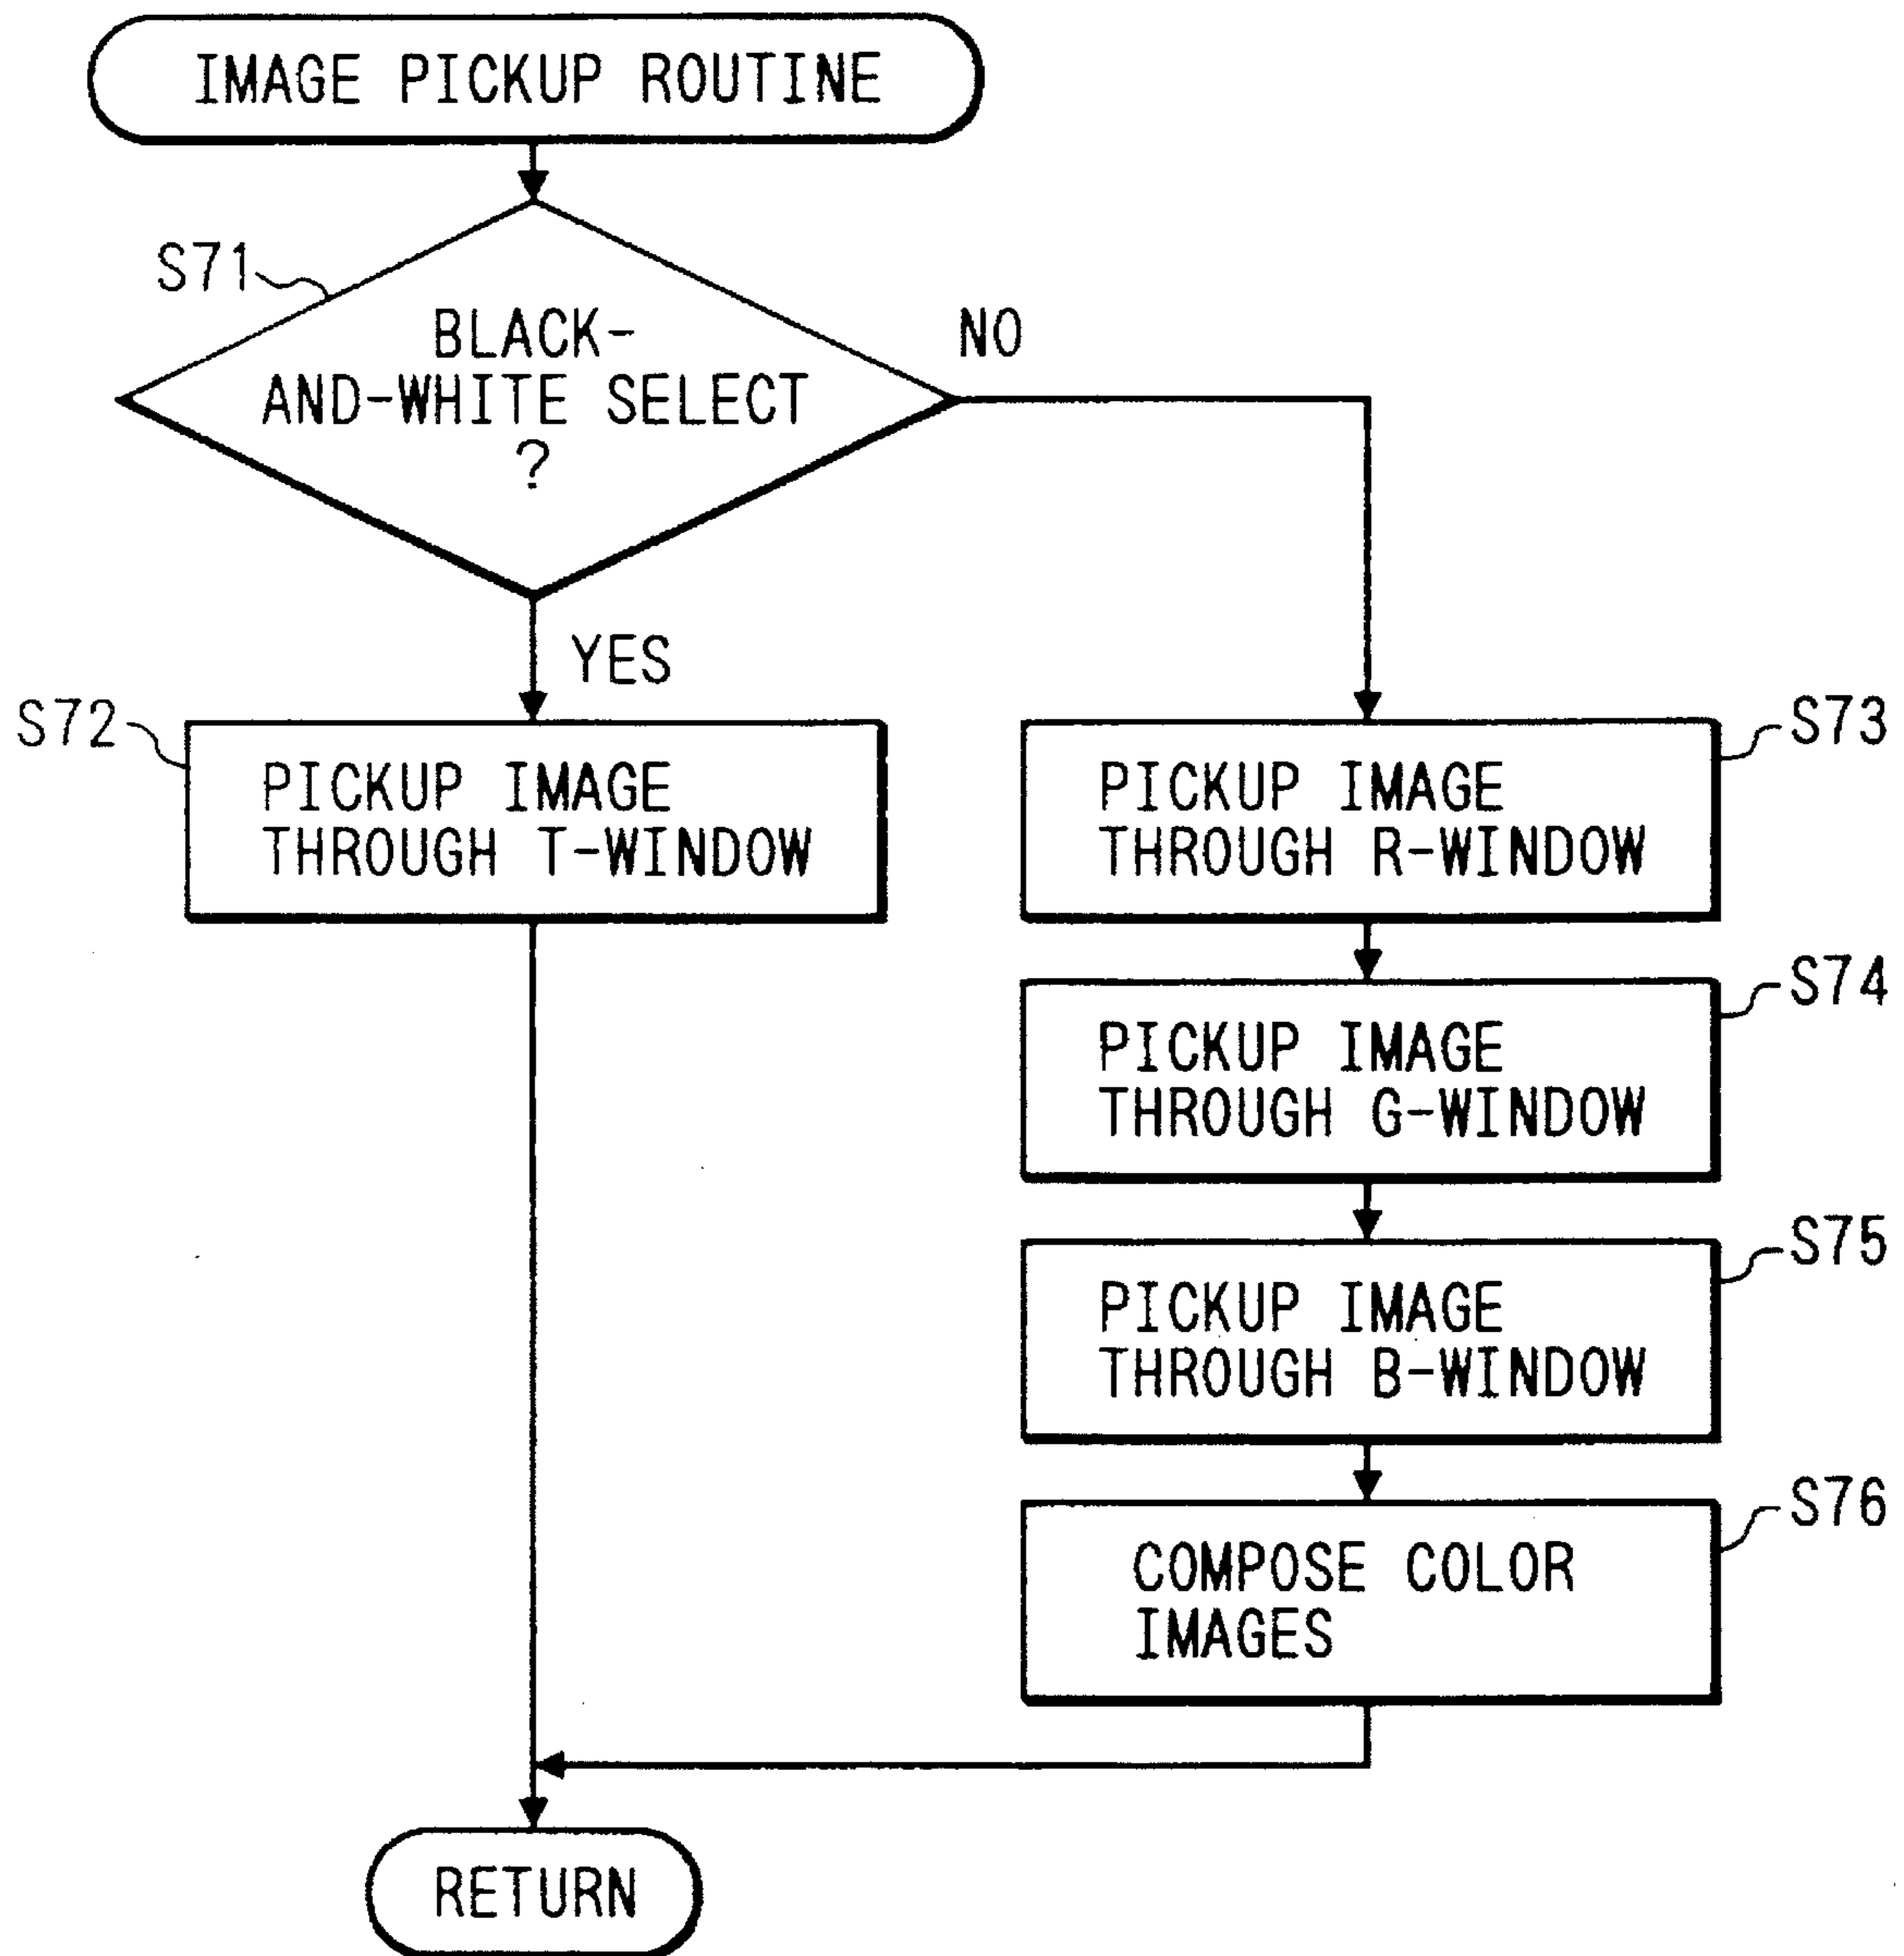 IMAGE PICKUP ROUTINE
S71
BLACK-
AND-WHITE SELECT
?
NO
YES
S72
PICKUP IMAGE
THROUGH T-WINDOW
S73
PICKUP IMAGE
THROUGH R-WINDOW
S74
PICKUP IMAGE
THROUGH G-WINDOW
S75
PICKUP IMAGE
THROUGH B-WINDOW
S76
COMPOSE COLOR
IMAGES
RETURN